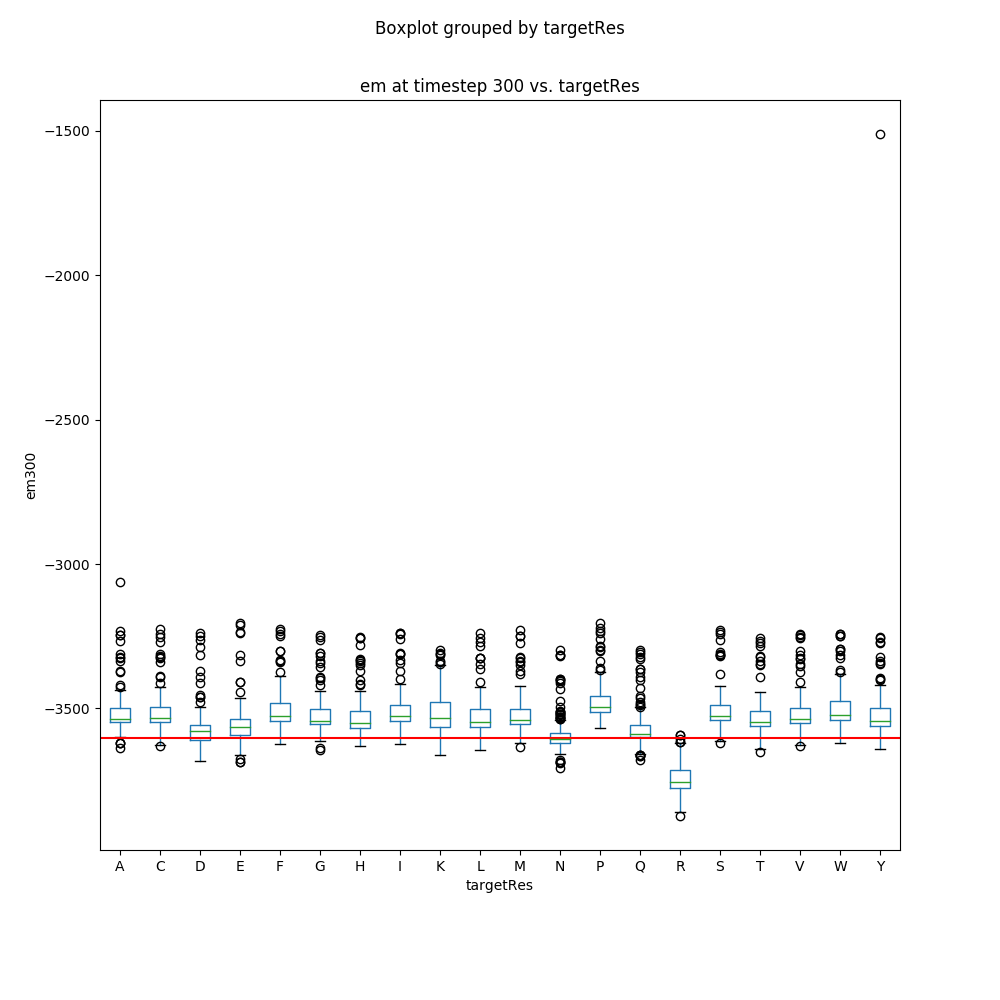 Boxplot grouped by targetRes
em at timestep 300 vs. targetRes
−1500
−2000
−2500
−3000
−3500
em300
A C D E F G H I K L M N P Q R S T V W Y
targetRes